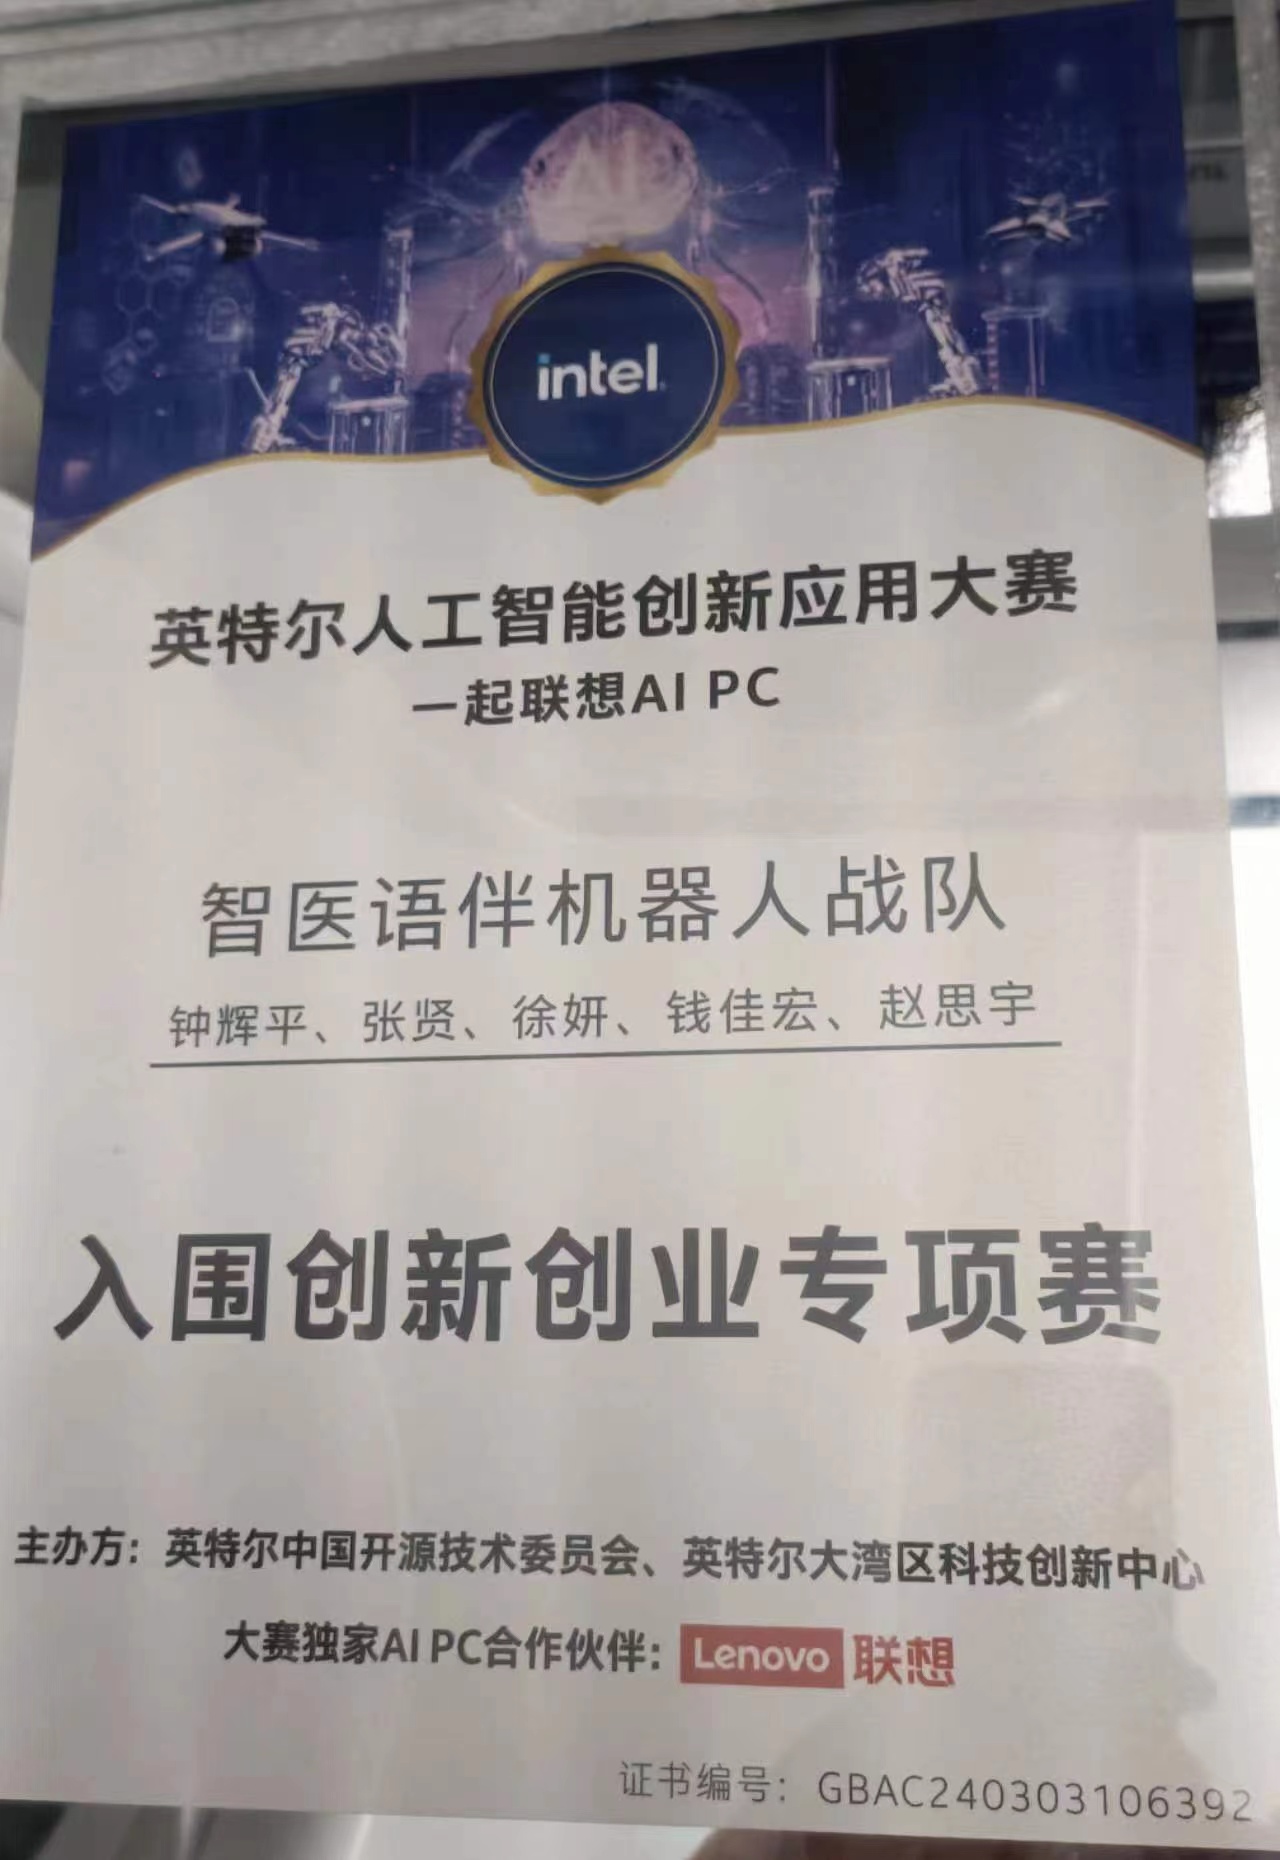 AI
intel
英特尔人工智能创新应用大赛
一起联想AI PC
智医语伴机器人战队
钟辉平、张贤、徐妍、钱佳宏、赵思宇
入围创新创业专项赛
主办方：英特尔中国开源技术委员会、英特尔大湾区科技创新中心
大赛独家AI PC合作伙伴：Lenovo 联想
证书编号：GBAC240303106392